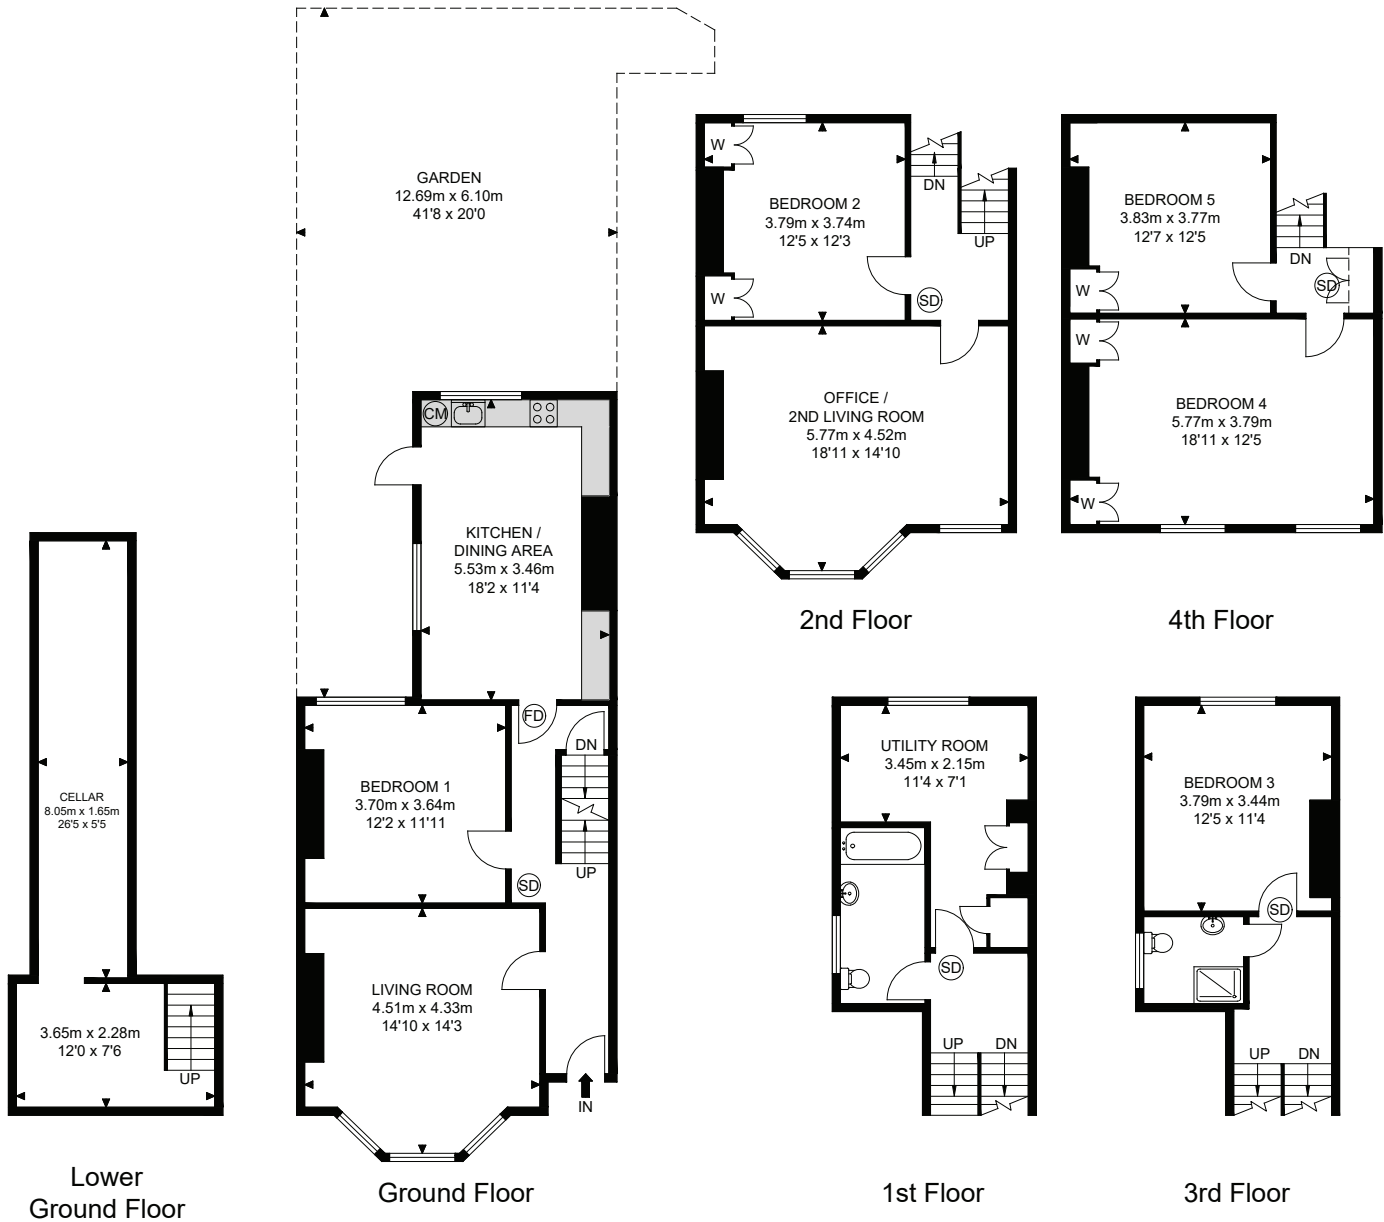 GARDEN
12.69m x 6.10m
41'8 x 20'0
W
BEDROOM 2
3.79m x 3.74m
12'5 x 12'3
W
DN
UP
SD
OFFICE /
2ND LIVING ROOM
5.77m x 4.52m
18'11 x 14'10
2nd Floor
BEDROOM 5
3.83m x 3.77m
12'7 x 12'5
W
DN
SD
W
BEDROOM 4
5.77m x 3.79m
18'11 x 12'5
W
4th Floor
CELLAR
8.05m x 1.65m
26'5 x 5'5
3.65m x 2.28m
12'0 x 7'6
UP
Lower
Ground Floor
CM
KITCHEN /
DINING AREA
5.53m x 3.46m
18'2 x 11'4
FD
DN
BEDROOM 1
3.70m x 3.64m
12'2 x 11'11
UP
SD
LIVING ROOM
4.51m x 4.33m
14'10 x 14'3
IN
Ground Floor
UTILITY ROOM
3.45m x 2.15m
11'4 x 7'1
SD
UP
DN
1st Floor
BEDROOM 3
3.79m x 3.44m
12'5 x 11'4
SD
UP
DN
3rd Floor